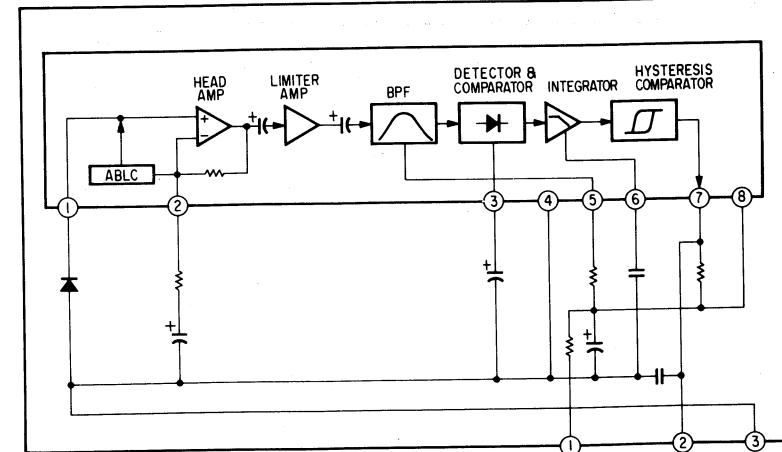 HEAD
AMP
LIMITER
AMP
BPF
DETECTOR &
COMPARATOR
INTEGRATOR
HYSTERESIS
COMPARATOR
+
−
+
+
ABLC
1
2
3
4
5
6
7
8
+
+
+
1
2
3